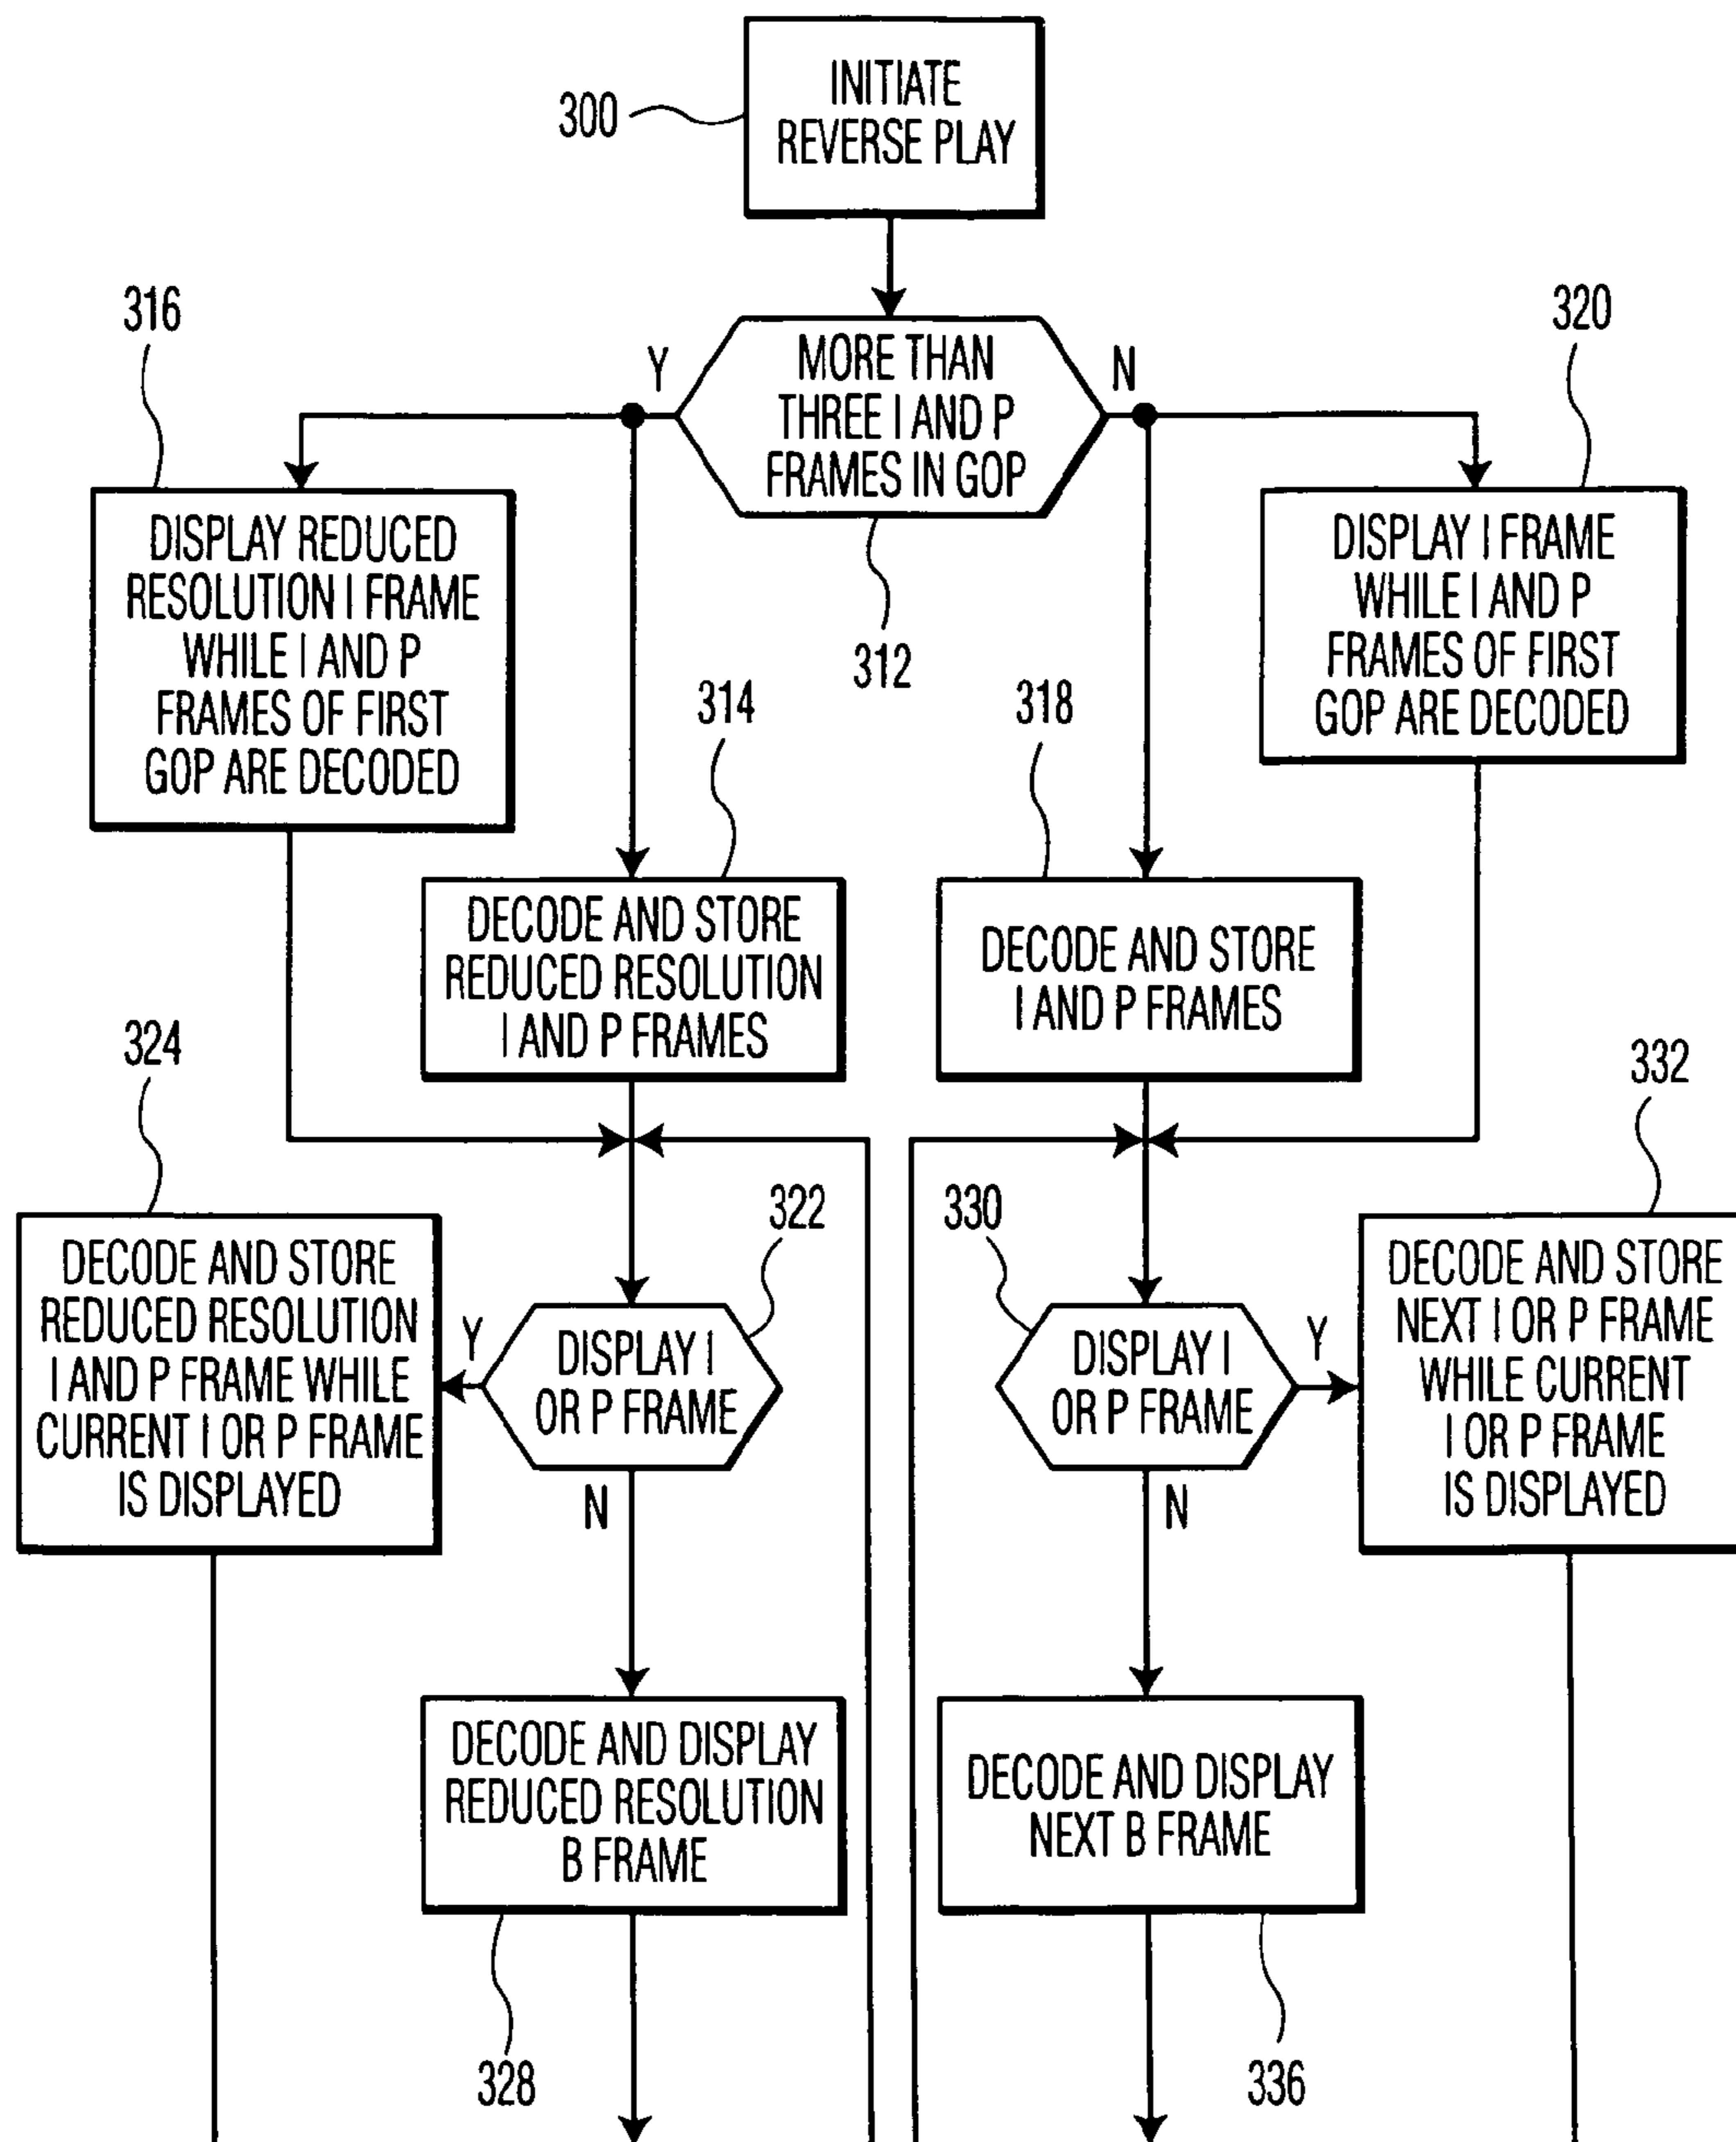 INITIATE
REVERSE PLAY
300
MORE THAN
THREE I AND P
FRAMES IN GOP
Y
N
312
316
DISPLAY REDUCED
RESOLUTION I FRAME
WHILE I AND P
FRAMES OF FIRST
GOP ARE DECODED
320
DISPLAY I FRAME
WHILE I AND P
FRAMES OF FIRST
GOP ARE DECODED
314
DECODE AND STORE
REDUCED RESOLUTION
I AND P FRAMES
318
DECODE AND STORE
I AND P FRAMES
324
DECODE AND STORE
REDUCED RESOLUTION
I AND P FRAME WHILE
CURRENT I OR P FRAME
IS DISPLAYED
322
Y
DISPLAY I
OR P FRAME
N
330
DISPLAY I
OR P FRAME
Y
N
332
DECODE AND STORE
NEXT I OR P FRAME
WHILE CURRENT
I OR P FRAME
IS DISPLAYED
DECODE AND DISPLAY
REDUCED RESOLUTION
B FRAME
328
DECODE AND DISPLAY
NEXT B FRAME
336